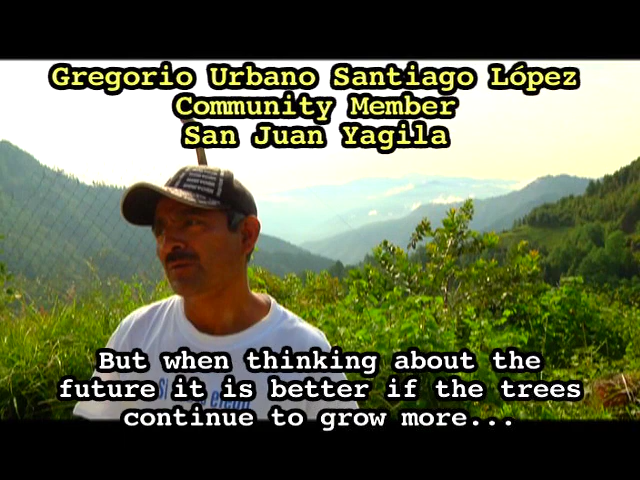 Gregorio Urbano Santiago López
Community Member
San Juan Yagila
But when thinking about the
future it is better if the trees
continue to grow more...